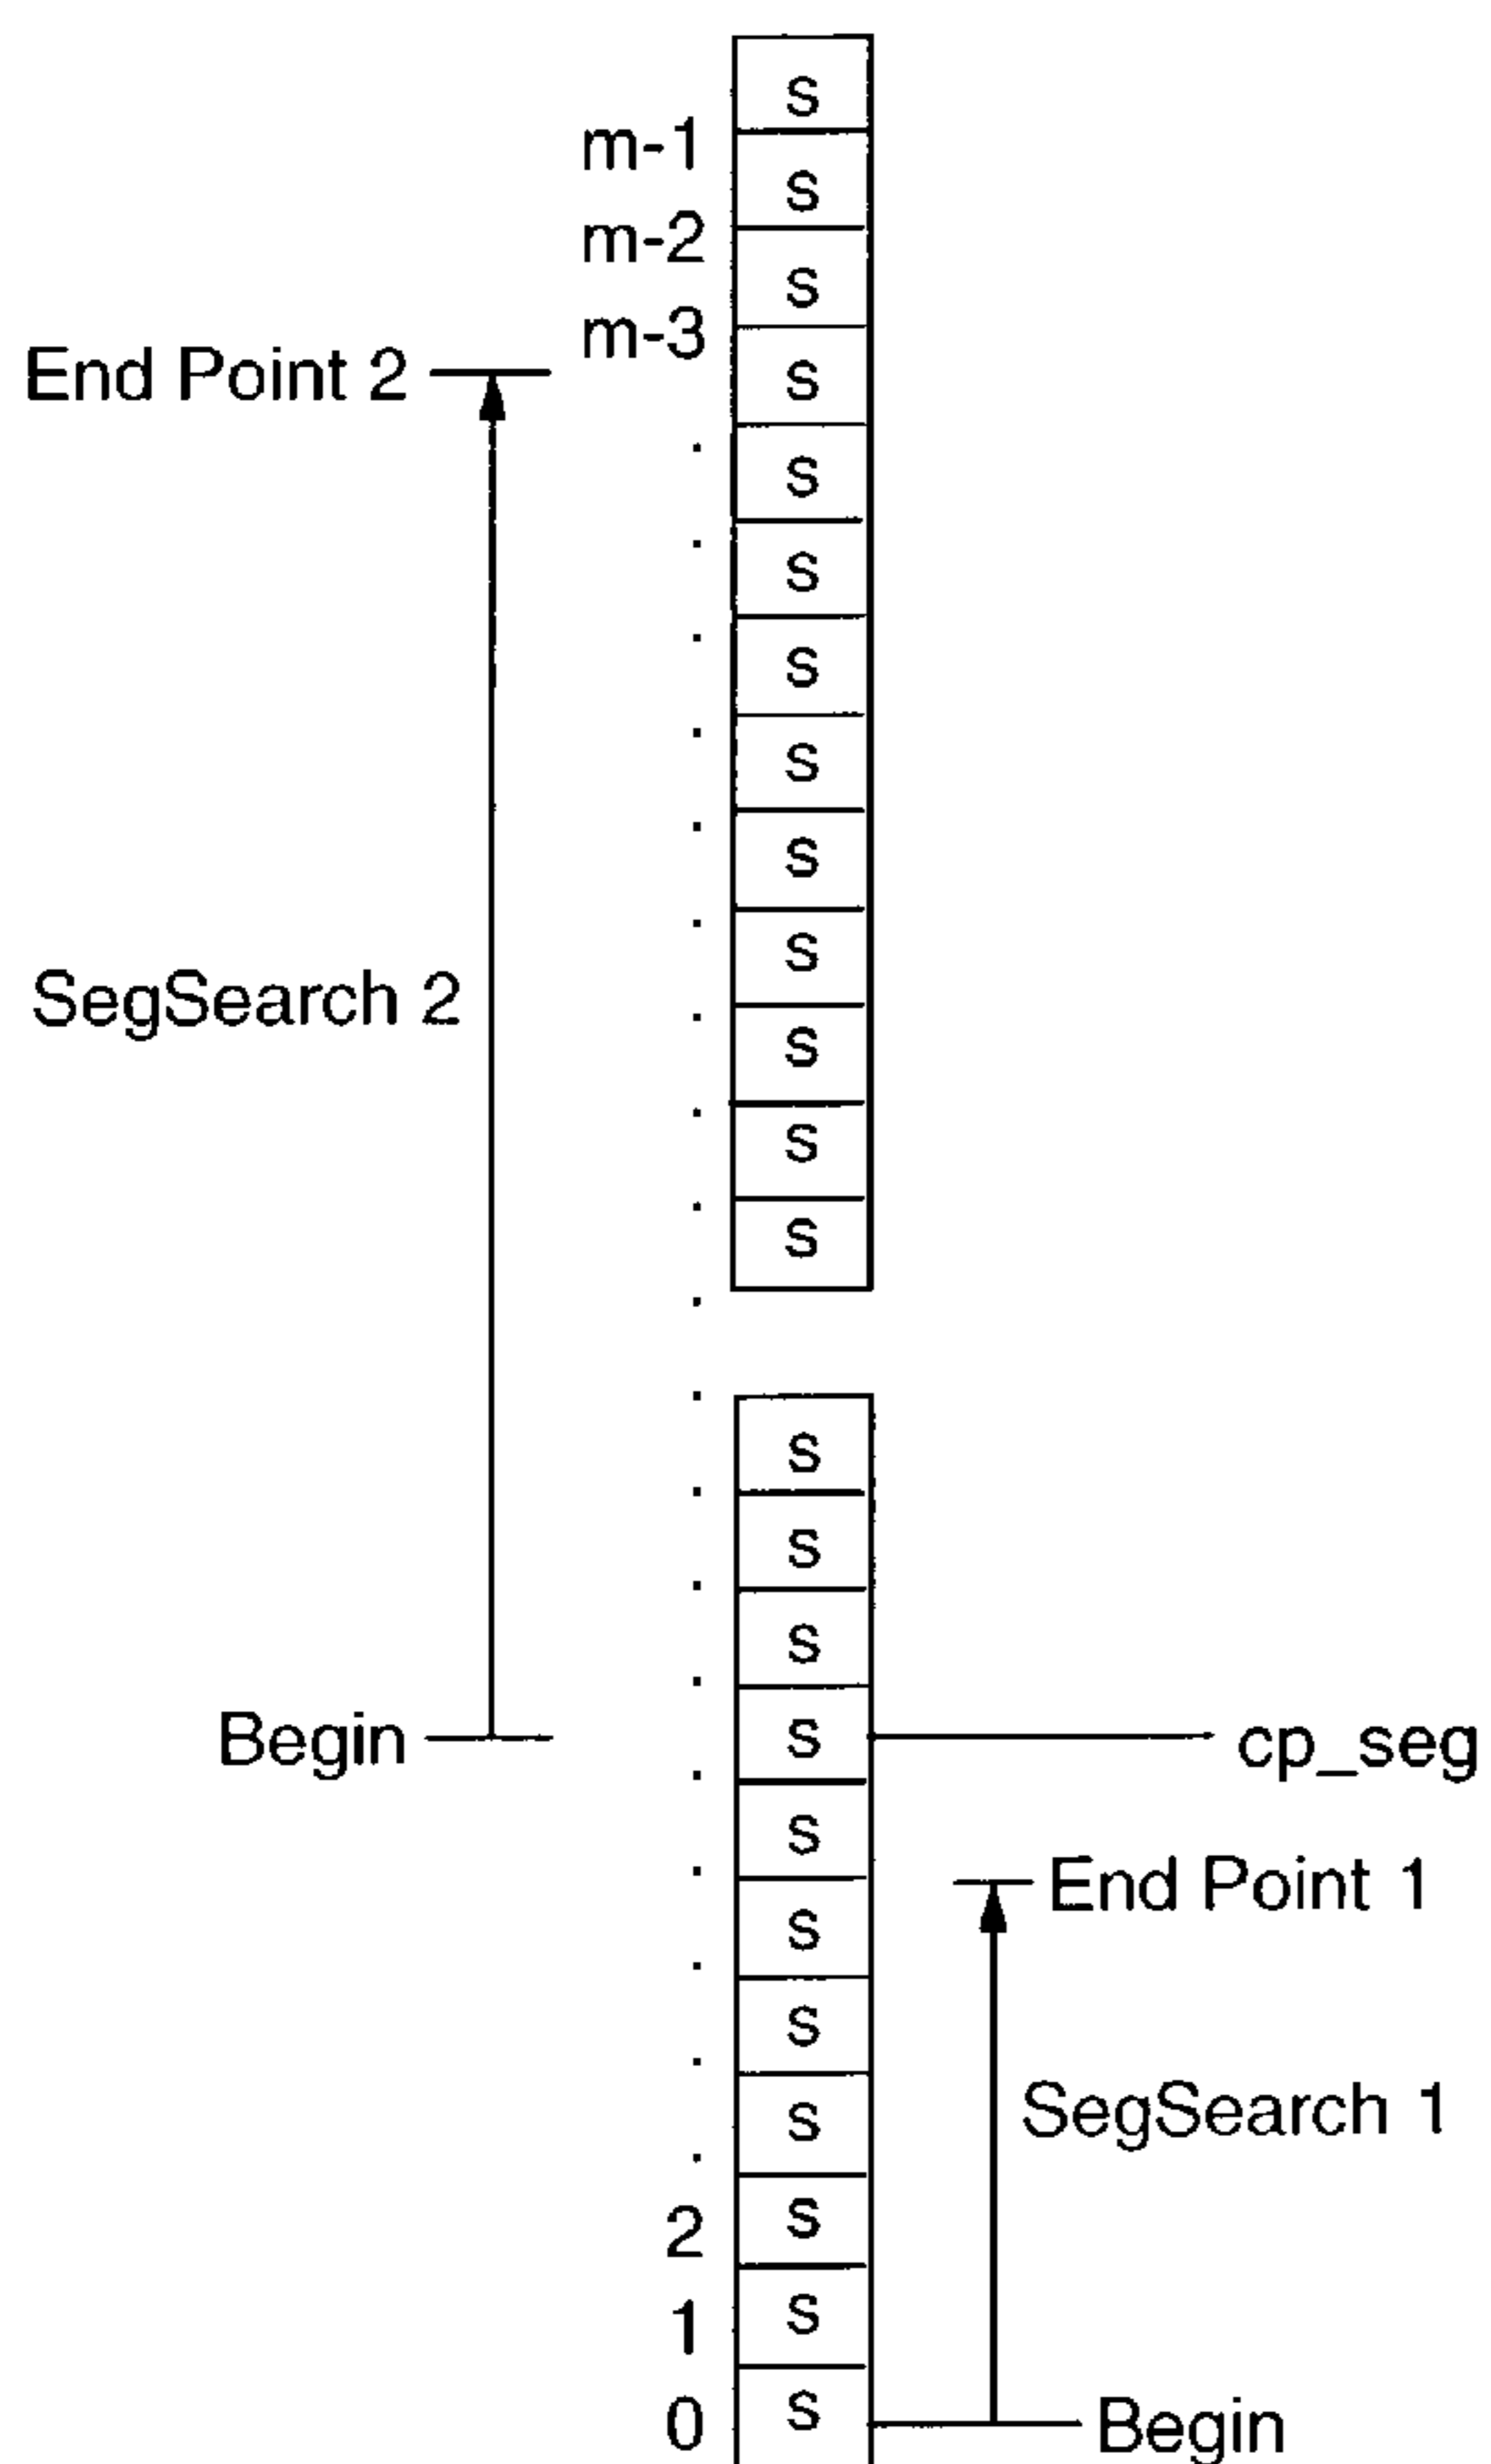 s
m-1 s
m-2 s
m-3 s
End Point 2
. s
. s
. s
. s
. s
. s
SegSearch 2
. s
. s
. s
.
.
. s
. s
. s
Begin . s cp_seg
. s
End Point 1
. s
. s
SegSearch 1
. s
2 s
1 s
0 s Begin